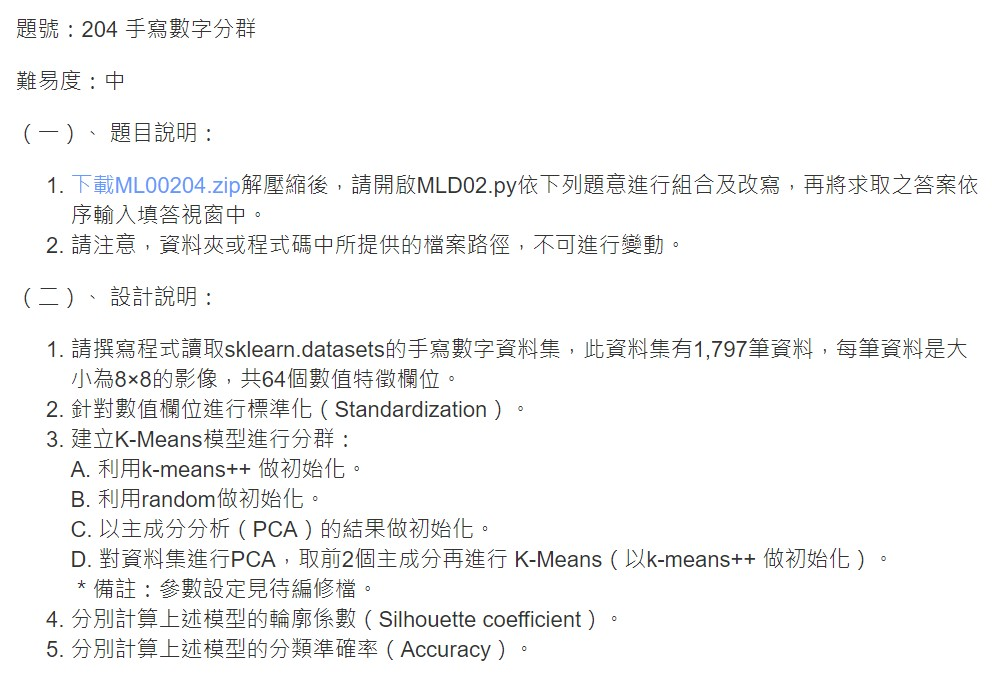 題號：204 手寫數字分群
難易度：中
（一）、 題目說明：
1. 下載ML00204.zip解壓縮後，請開啟MLD02.py依下列題意進行組合及改寫，再將求取之答案依
序輸入填答視窗中。
2. 請注意，資料夾或程式碼中所提供的檔案路徑，不可進行變動。
（二）、 設計說明：
1. 請撰寫程式讀取sklearn.datasets的手寫數字資料集，此資料集有1,797筆資料，每筆資料是大
小為8×8的影像，共64個數值特徵欄位。
2. 針對數值欄位進行標準化（Standardization）。
3. 建立K-Means模型進行分群：
A. 利用k-means++ 做初始化。
B. 利用random做初始化。
C. 以主成分分析（PCA）的結果做初始化。
D. 對資料集進行PCA，取前2個主成分再進行 K-Means（以k-means++ 做初始化）。
* 備註：參數設定見待編修檔。
4. 分別計算上述模型的輪廓係數（Silhouette coefficient）。
5. 分別計算上述模型的分類準確率（Accuracy）。